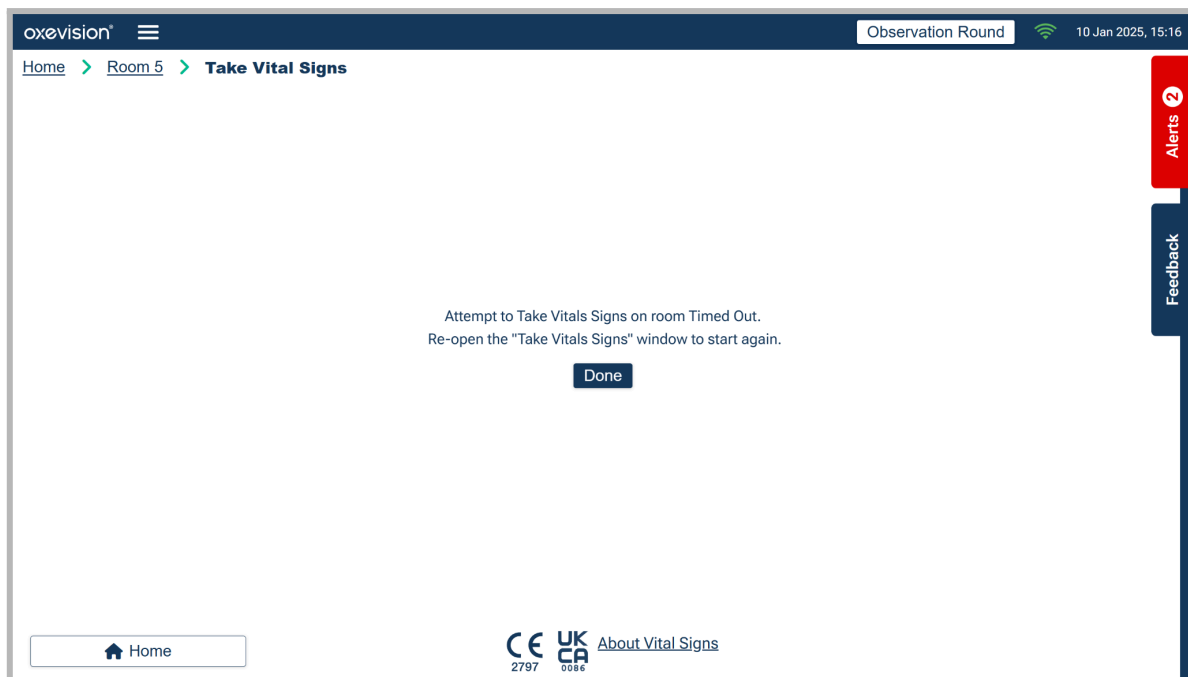 oxevision®
Observation Round
10 Jan 2025, 15:16
Home > Room 5 > Take Vital Signs
Alerts 2
Feedback
Attempt to Take Vitals Signs on room Timed Out.
Re-open the "Take Vitals Signs" window to start again.
Done
Home
CE
2797
UK
CA
0086
About Vital Signs